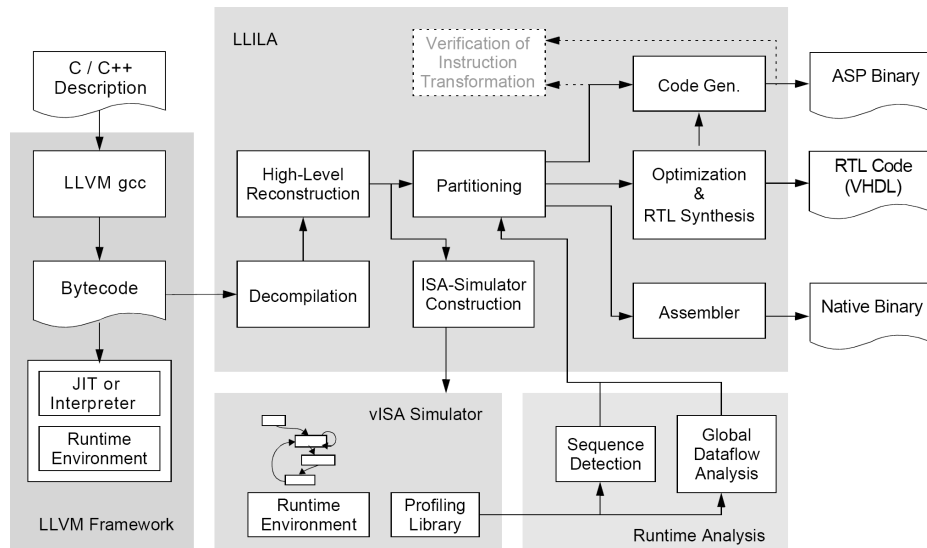 LLILA
C / C++
Description
Verification of
Instruction
Transformation
Code Gen.
ASP Binary
LLVM gcc
High-Level
Reconstruction
Partitioning
Optimization
&
RTL Synthesis
RTL Code
(VHDL)
Bytecode
Decompilation
ISA-Simulator
Construction
Assembler
Native Binary
JIT or
Interpreter
Runtime
Environment
LLVM Framework
vISA Simulator
Runtime
Environment
Profiling
Library
Sequence
Detection
Global
Dataflow
Analysis
Runtime Analysis